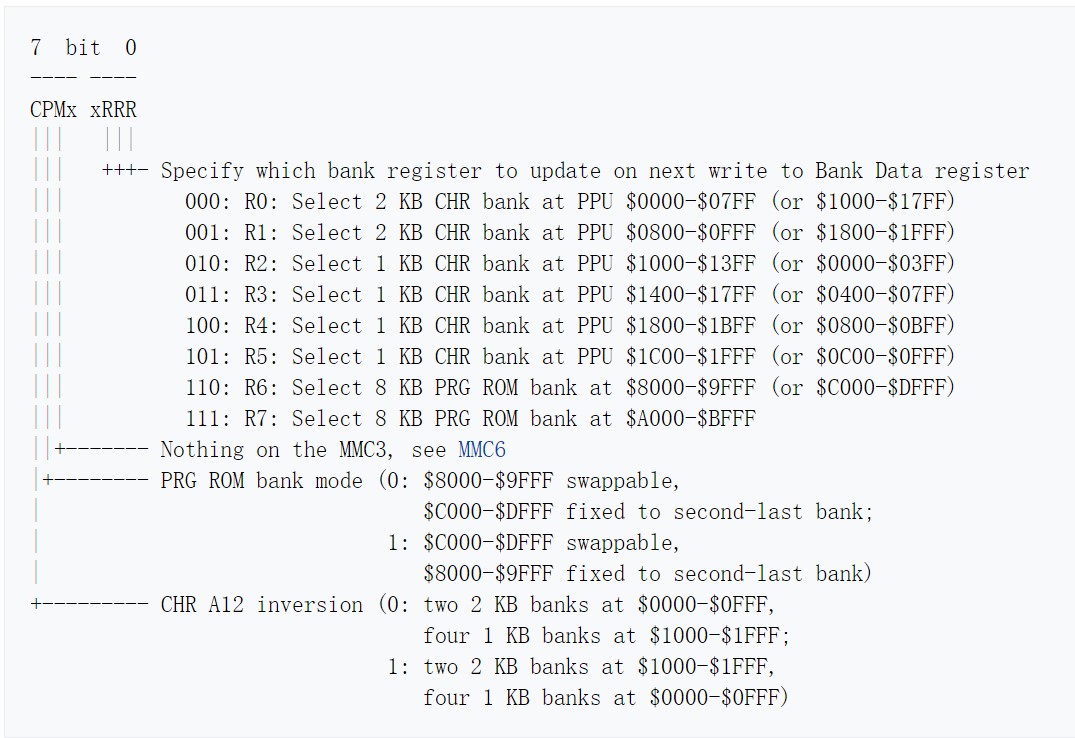 7  bit  0
---- ----
CPMx xRRR
|||   |||
|||   +++- Specify which bank register to update on next write to Bank Data register
|||          000: R0: Select 2 KB CHR bank at PPU $0000-$07FF (or $1000-$17FF)
|||          001: R1: Select 2 KB CHR bank at PPU $0800-$0FFF (or $1800-$1FFF)
|||          010: R2: Select 1 KB CHR bank at PPU $1000-$13FF (or $0000-$03FF)
|||          011: R3: Select 1 KB CHR bank at PPU $1400-$17FF (or $0400-$07FF)
|||          100: R4: Select 1 KB CHR bank at PPU $1800-$1BFF (or $0800-$0BFF)
|||          101: R5: Select 1 KB CHR bank at PPU $1C00-$1FFF (or $0C00-$0FFF)
|||          110: R6: Select 8 KB PRG ROM bank at $8000-$9FFF (or $C000-$DFFF)
|||          111: R7: Select 8 KB PRG ROM bank at $A000-$BFFF
||+------- Nothing on the MMC3, see MMC6
|+-------- PRG ROM bank mode (0: $8000-$9FFF swappable,
|                                $C000-$DFFF fixed to second-last bank;
|                             1: $C000-$DFFF swappable,
|                                $8000-$9FFF fixed to second-last bank)
+--------- CHR A12 inversion (0: two 2 KB banks at $0000-$0FFF,
                                 four 1 KB banks at $1000-$1FFF;
                              1: two 2 KB banks at $1000-$1FFF,
                                 four 1 KB banks at $0000-$0FFF)